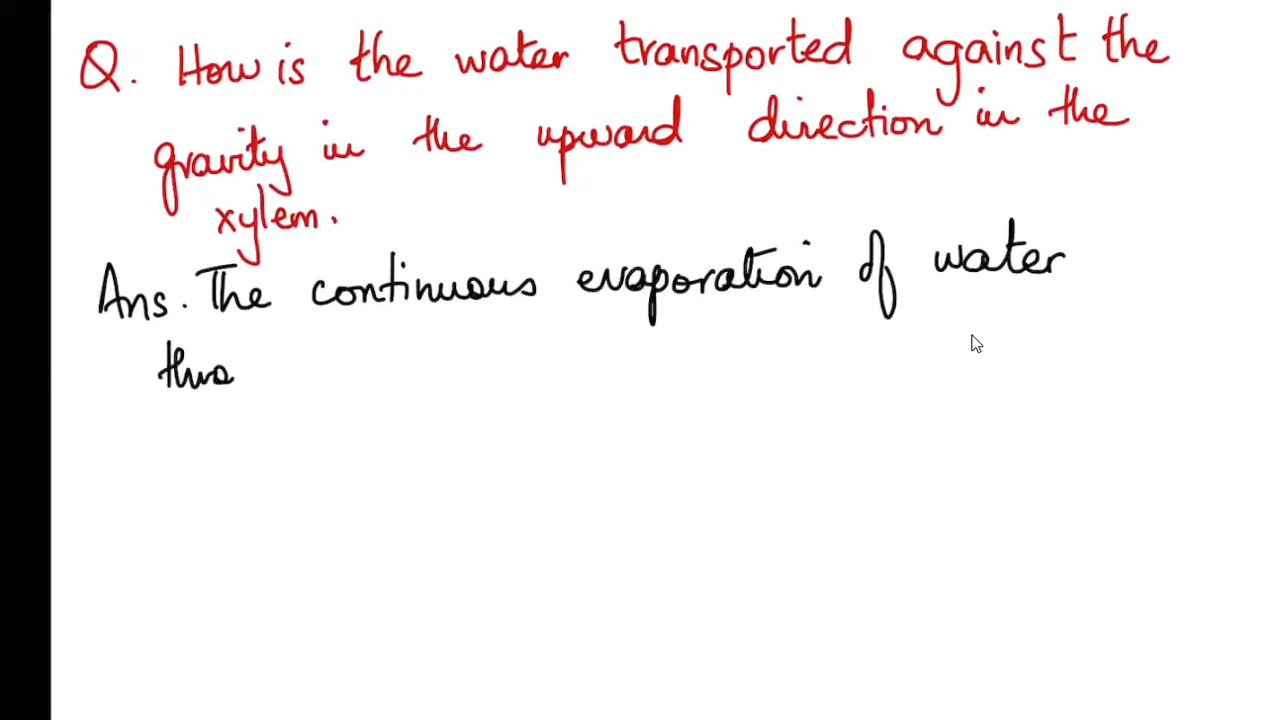 Q. How is the water transported against the
gravity in the upward direction in the
xylem.
Ans. The continuous evaporation of water
thro